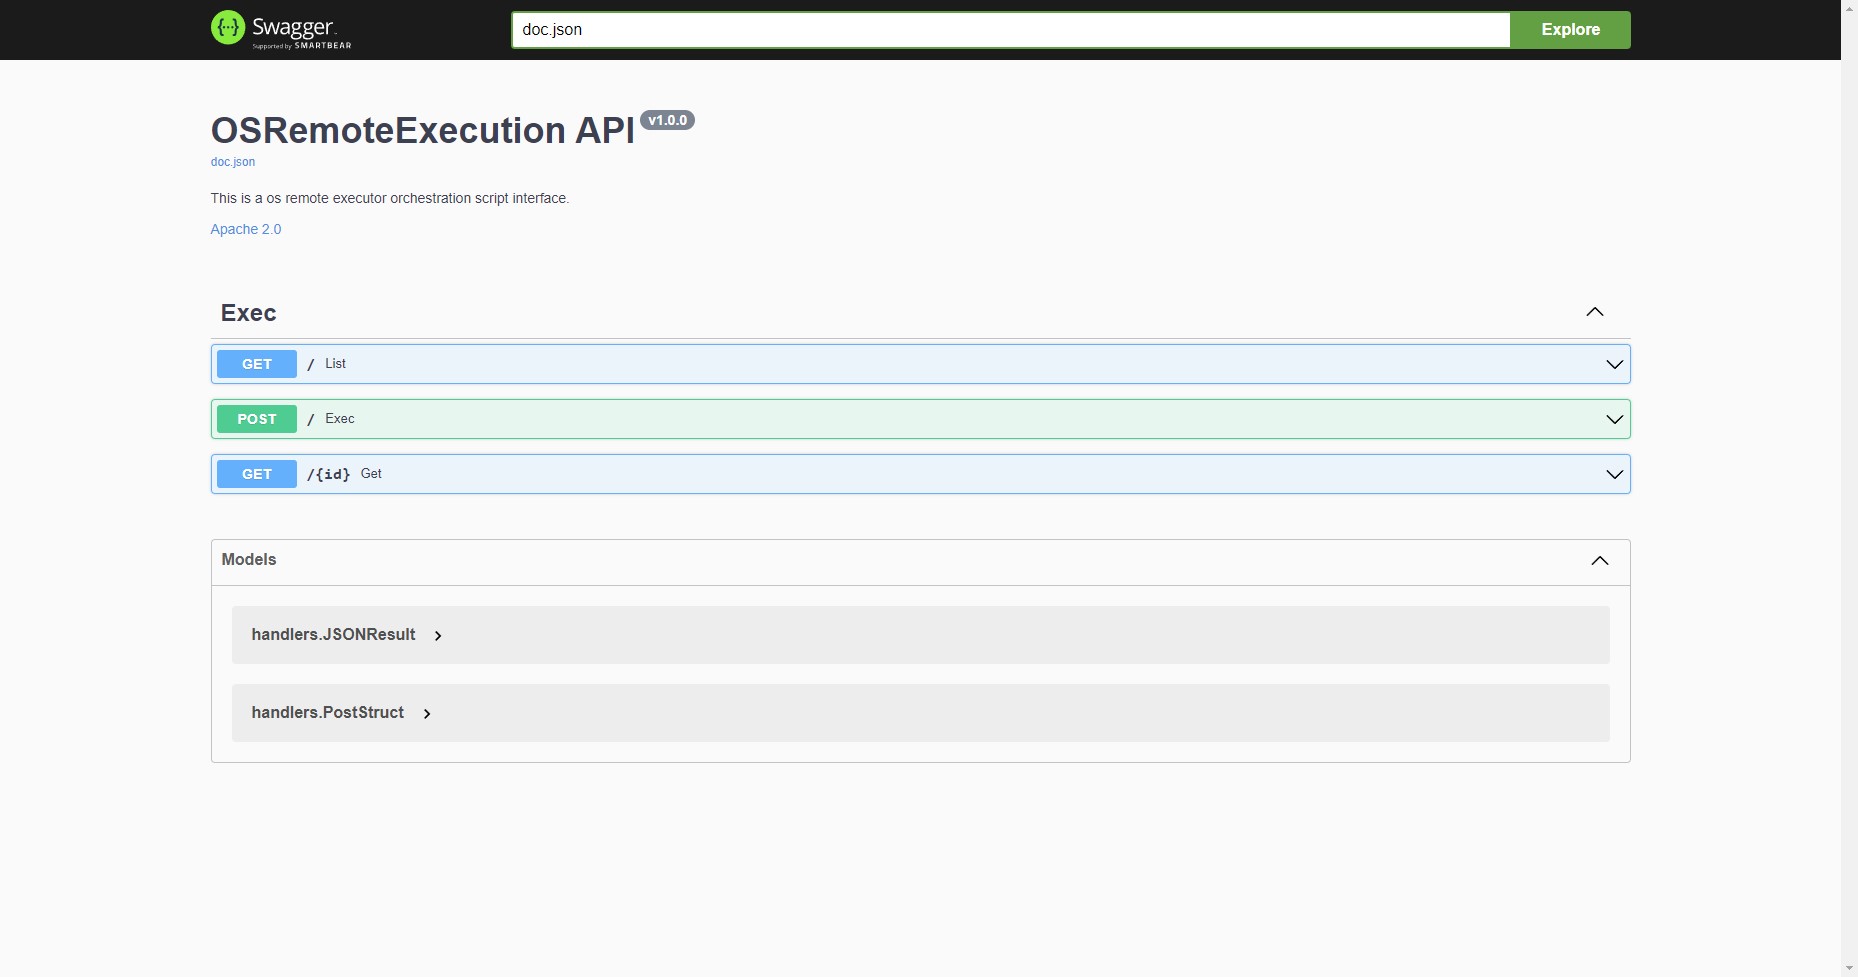 {···} Swagger
Supported by SMARTBEAR
doc.json
Explore
OSRemoteExecution API v1.0.0
doc.json
This is a os remote executor orchestration script interface.
Apache 2.0
Exec
GET / List
POST / Exec
GET /{id} Get
Models
handlers.JSONResult
handlers.PostStruct